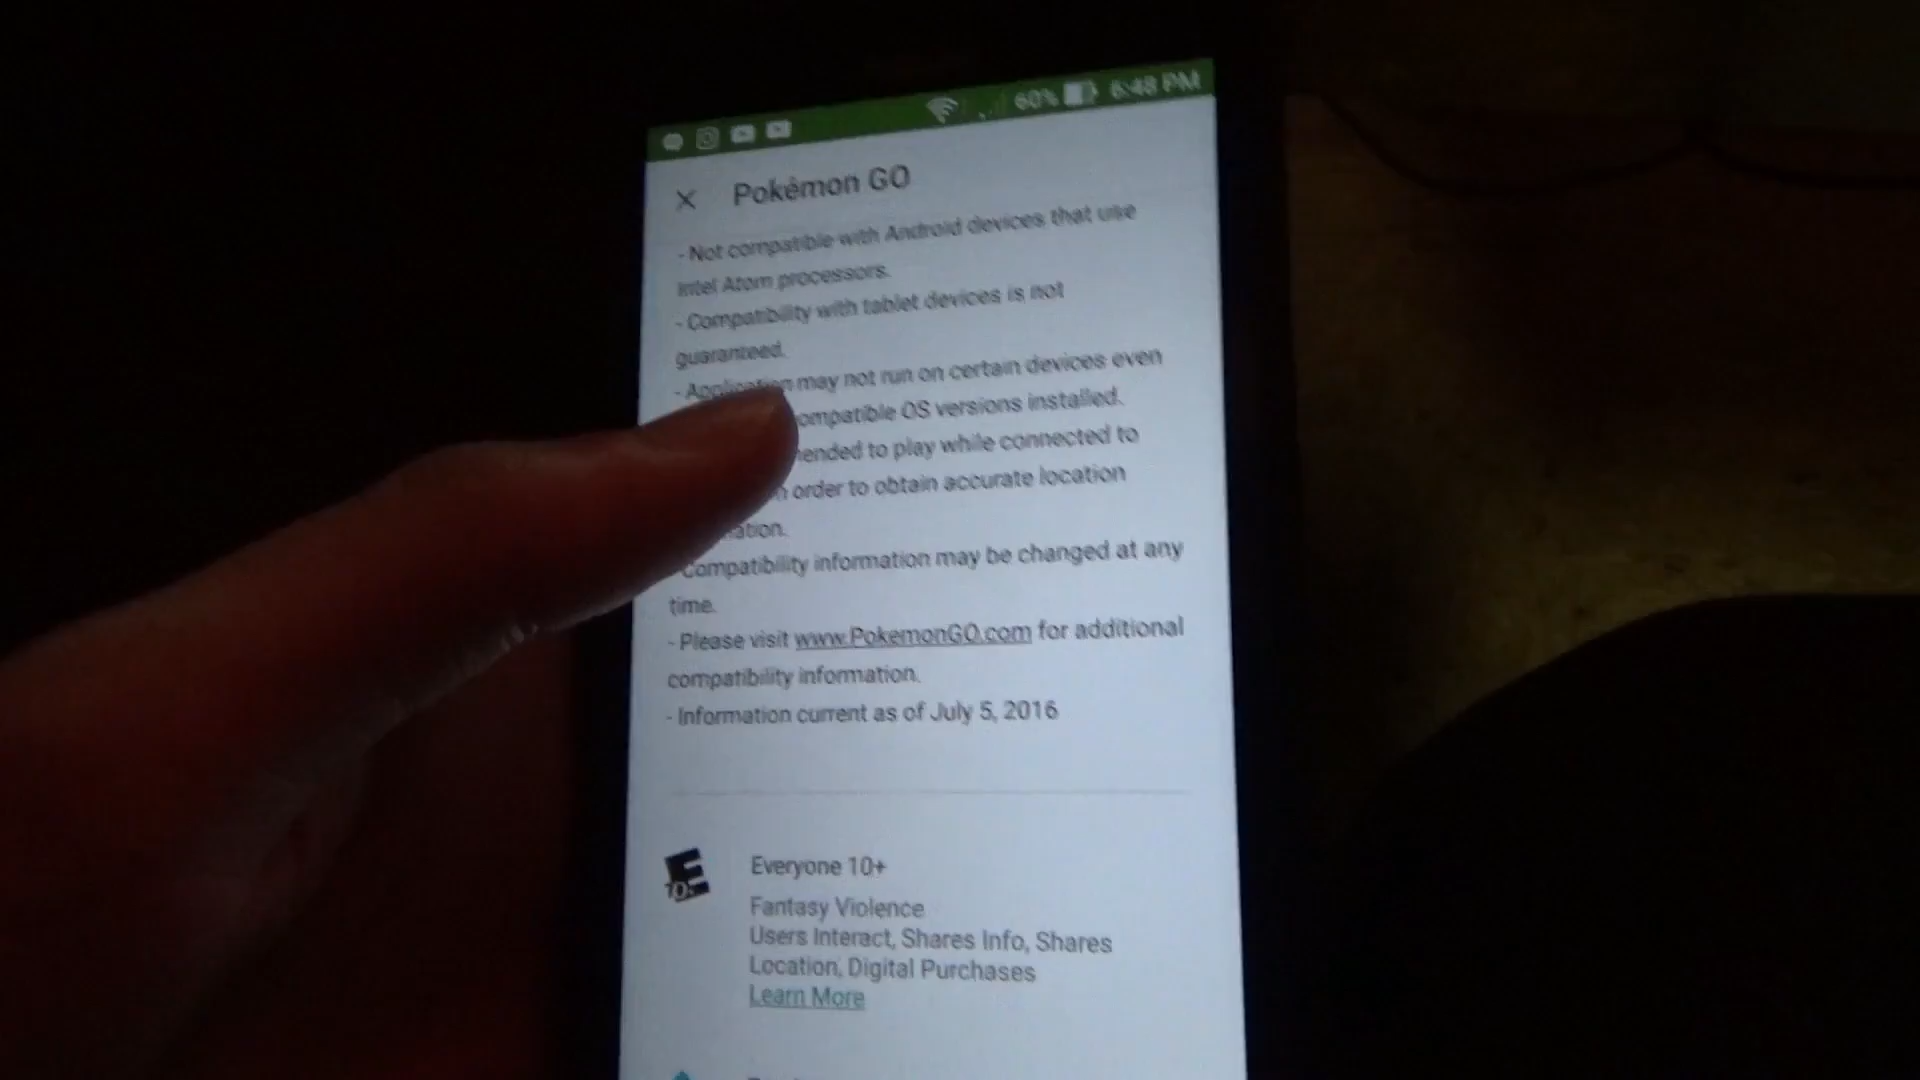 60% 6:48 PM
Pokémon GO
- Not compatible with Android devices that use
Intel Atom processors.
- Compatibility with tablet devices is not
guaranteed.
- Application may not run on certain devices even
compatible OS versions installed.
to play while connected to
order to obtain accurate location
- Compatibility information may be changed at any
time.
- Please visit www.PokemonGO.com for additional
compatibility information.
- Information current as of July 5, 2016
E
10+
Everyone 10+
Fantasy Violence
Users Interact, Shares Info, Shares
Location, Digital Purchases
Learn More